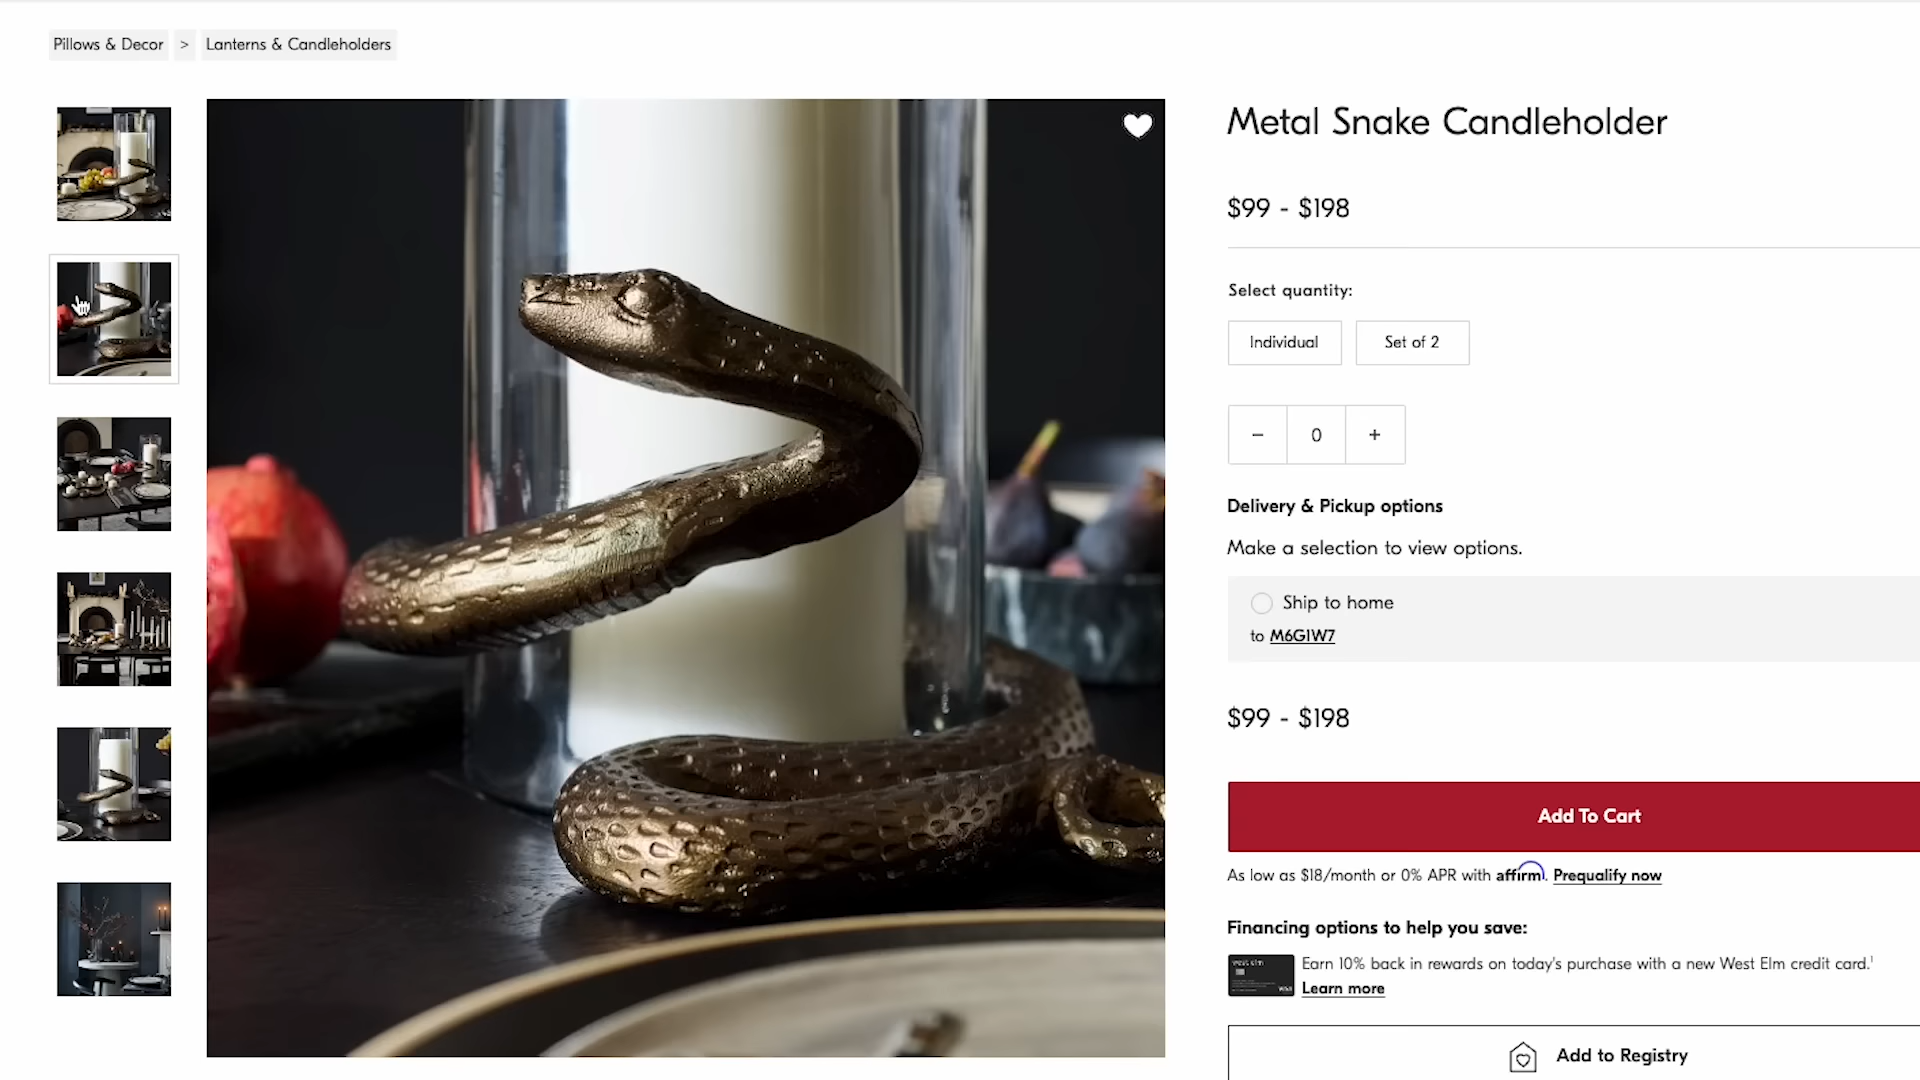 Pillows & Decor > Lanterns & Candleholders
Metal Snake Candleholder
$99 - $198
Select quantity:
Individual
Set of 2
− 0 +
Delivery & Pickup options
Make a selection to view options.
Ship to home
to M6G1W7
$99 - $198
Add To Cart
As low as $18/month or 0% APR with affirm. Prequalify now
Financing options to help you save:
west elm
Earn 10% back in rewards on today's purchase with a new West Elm credit card.¹
Learn more
Add to Registry